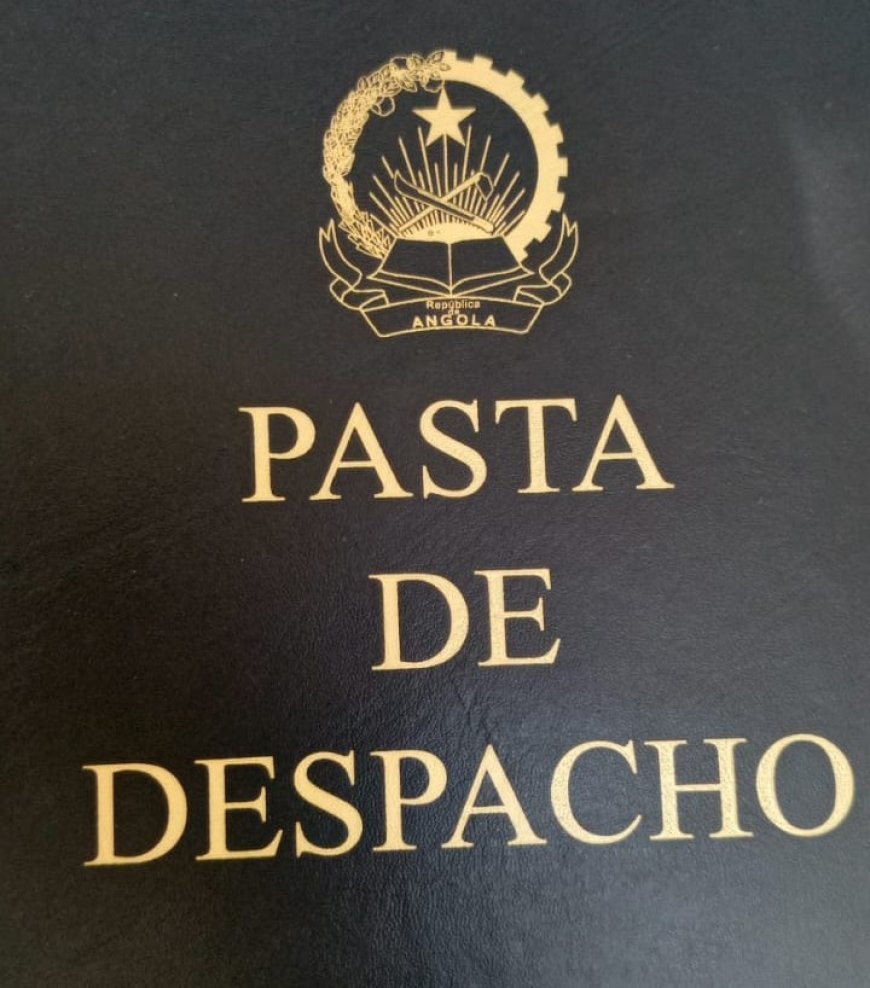 República
de
ANGOLA
PASTA
DE
DESPACHO